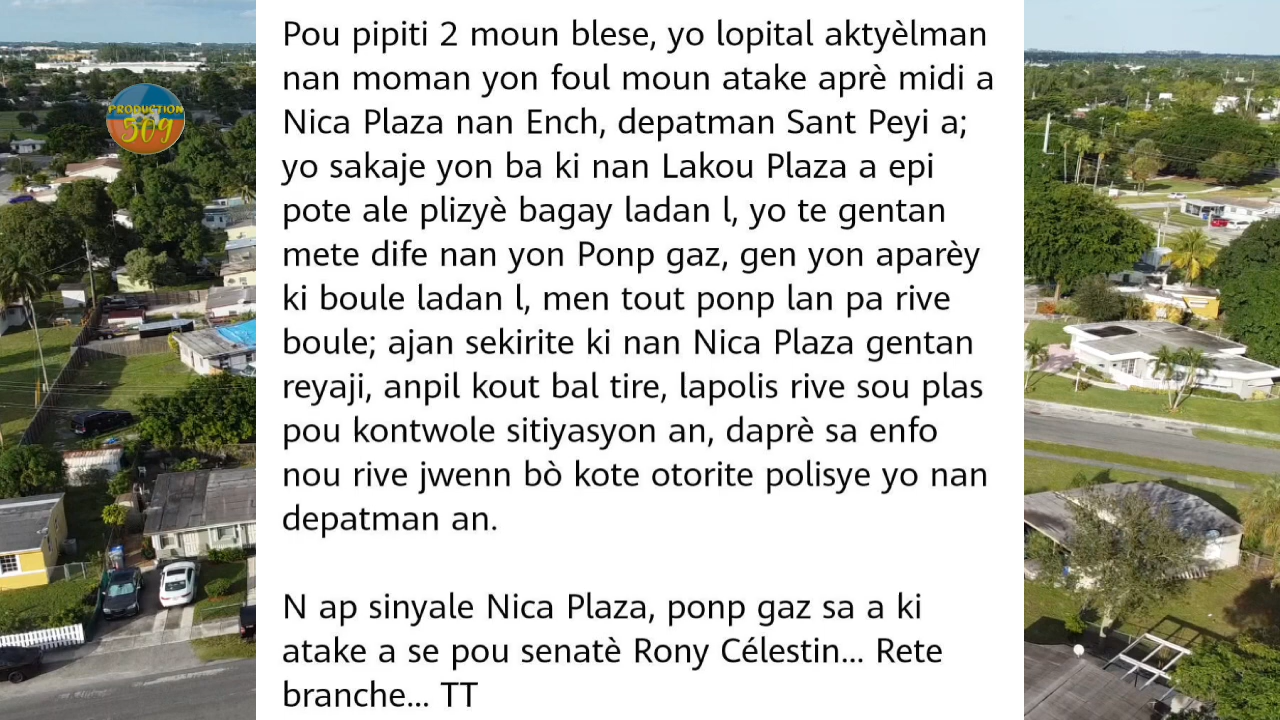 PRODUCTION
509
Pou pipiti 2 moun blese, yo lopital aktyèlman
nan moman yon foul moun atake aprè midi a
Nica Plaza nan Ench, depatman Sant Peyi a;
yo sakaje yon ba ki nan Lakou Plaza a epi
pote ale plizyè bagay ladan l, yo te gentan
mete dife nan yon Ponp gaz, gen yon aparèy
ki boule ladan l, men tout ponp lan pa rive
boule; ajan sekirite ki nan Nica Plaza gentan
reyaji, anpil kout bal tire, lapolis rive sou plas
pou kontwole sitiyasyon an, daprè sa enfo
nou rive jwenn bò kote otorite polisye yo nan
depatman an.
N ap sinyale Nica Plaza, ponp gaz sa a ki
atake a se pou senatè Rony Célestin... Rete
branche... TT